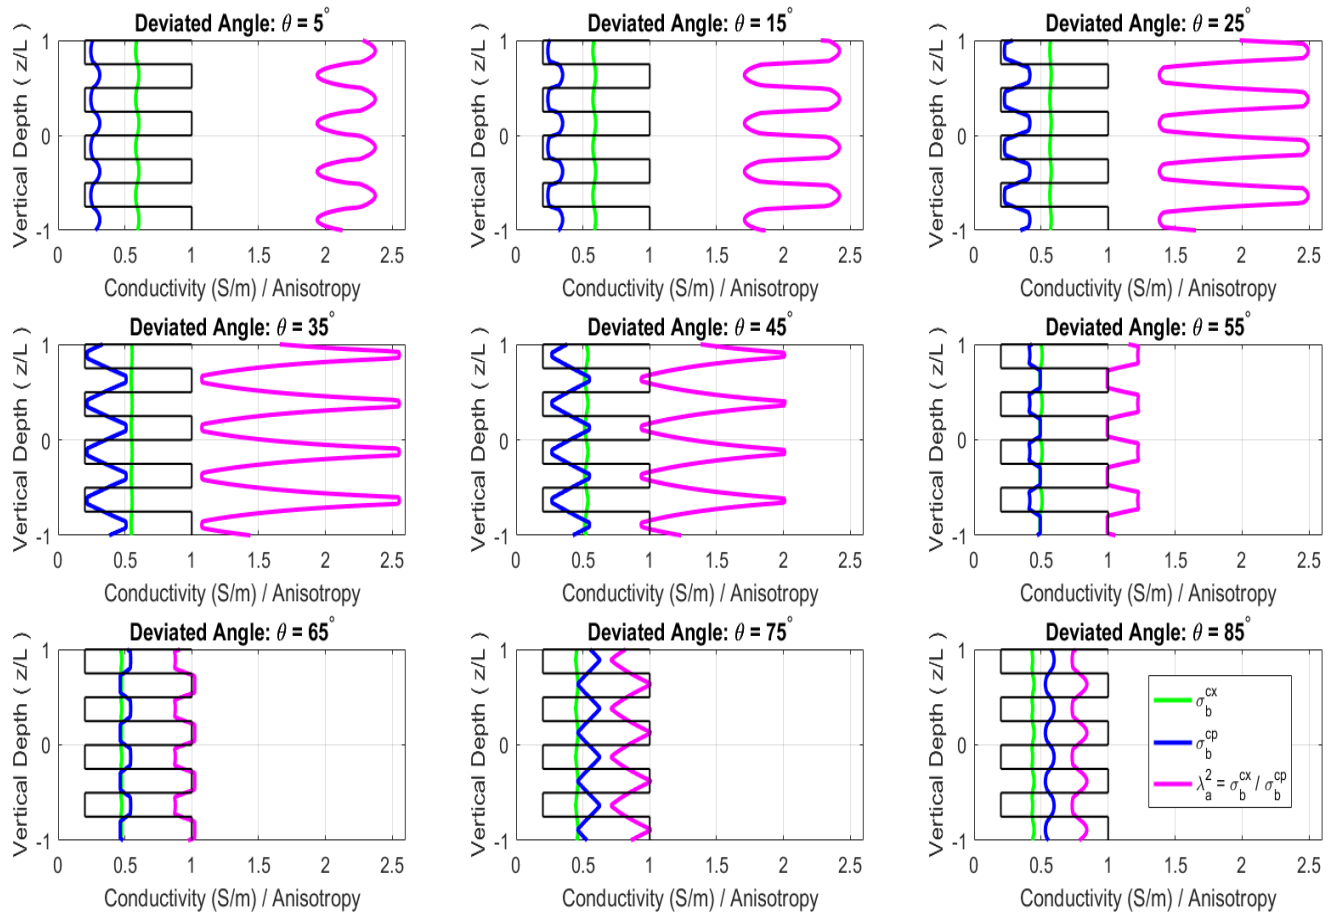 Deviated Angle: θ = 5°
Vertical Depth ( z/L )
1
0
-1
0 0.5 1 1.5 2 2.5
Conductivity (S/m) / Anisotropy
Deviated Angle: θ = 15°
Vertical Depth ( z/L )
1
0
-1
0 0.5 1 1.5 2 2.5
Conductivity (S/m) / Anisotropy
Deviated Angle: θ = 25°
Vertical Depth ( z/L )
1
0
-1
0 0.5 1 1.5 2 2.5
Conductivity (S/m) / Anisotropy
Deviated Angle: θ = 35°
Vertical Depth ( z/L )
1
0
-1
0 0.5 1 1.5 2 2.5
Conductivity (S/m) / Anisotropy
Deviated Angle: θ = 45°
Vertical Depth ( z/L )
1
0
-1
0 0.5 1 1.5 2 2.5
Conductivity (S/m) / Anisotropy
Deviated Angle: θ = 55°
Vertical Depth ( z/L )
1
0
-1
0 0.5 1 1.5 2 2.5
Conductivity (S/m) / Anisotropy
Deviated Angle: θ = 65°
Vertical Depth ( z/L )
1
0
-1
0 0.5 1 1.5 2 2.5
Conductivity (S/m) / Anisotropy
Deviated Angle: θ = 75°
Vertical Depth ( z/L )
1
0
-1
0 0.5 1 1.5 2 2.5
Conductivity (S/m) / Anisotropy
Deviated Angle: θ = 85°
Vertical Depth ( z/L )
1
0
-1
0 0.5 1 1.5 2 2.5
Conductivity (S/m) / Anisotropy
σ_b^cx
σ_b^cp
λ_a^2 = σ_b^cx / σ_b^cp